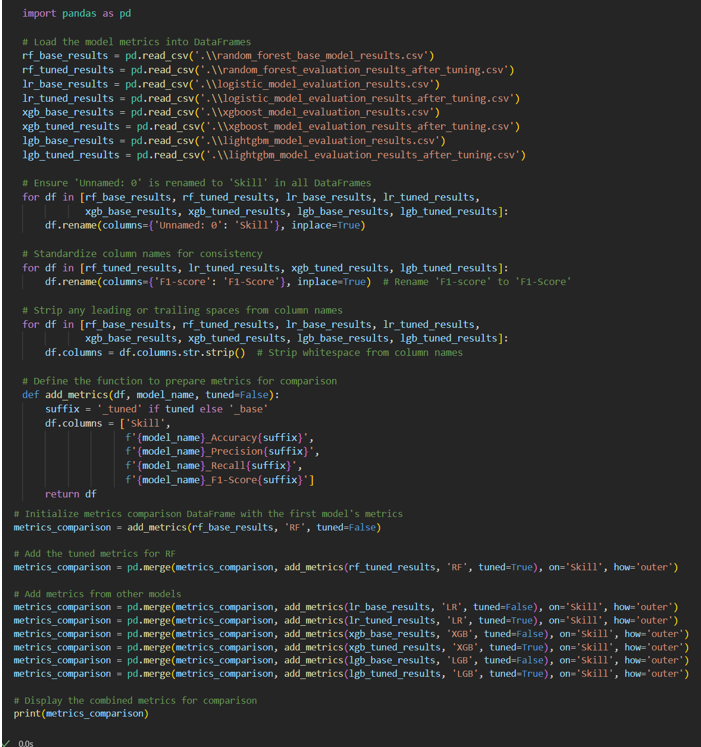 import pandas as pd
# Load the model metrics into DataFrames
rf_base_results = pd.read_csv('.\\random_forest_base_model_results.csv')
rf_tuned_results = pd.read_csv('.\\random_forest_evaluation_results_after_tuning.csv')
lr_base_results = pd.read_csv('.\\logistic_model_evaluation_results.csv')
lr_tuned_results = pd.read_csv('.\\logistic_model_evaluation_results_after_tuning.csv')
xgb_base_results = pd.read_csv('.\\xgboost_model_evaluation_results.csv')
xgb_tuned_results = pd.read_csv('.\\xgboost_model_evaluation_results_after_tuning.csv')
lgb_base_results = pd.read_csv('.\\lightgbm_model_evaluation_results.csv')
lgb_tuned_results = pd.read_csv('.\\lightgbm_model_evaluation_results_after_tuning.csv')
# Ensure 'Unnamed: 0' is renamed to 'Skill' in all DataFrames
for df in [rf_base_results, rf_tuned_results, lr_base_results, lr_tuned_results,
xgb_base_results, xgb_tuned_results, lgb_base_results, lgb_tuned_results]:
df.rename(columns={'Unnamed: 0': 'Skill'}, inplace=True)
# Standardize column names for consistency
for df in [rf_tuned_results, lr_tuned_results, xgb_tuned_results, lgb_tuned_results]:
df.rename(columns={'F1-score': 'F1-Score'}, inplace=True)  # Rename 'F1-score' to 'F1-Score'
# Strip any leading or trailing spaces from column names
for df in [rf_base_results, rf_tuned_results, lr_base_results, lr_tuned_results,
xgb_base_results, xgb_tuned_results, lgb_base_results, lgb_tuned_results]:
df.columns = df.columns.str.strip()  # Strip whitespace from column names
# Define the function to prepare metrics for comparison
def add_metrics(df, model_name, tuned=False):
suffix = '_tuned' if tuned else '_base'
df.columns = ['Skill',
f'{model_name}_Accuracy{suffix}',
f'{model_name}_Precision{suffix}',
f'{model_name}_Recall{suffix}',
f'{model_name}_F1-Score{suffix}']
return df
# Initialize metrics comparison DataFrame with the first model's metrics
metrics_comparison = add_metrics(rf_base_results, 'RF', tuned=False)
# Add the tuned metrics for RF
metrics_comparison = pd.merge(metrics_comparison, add_metrics(rf_tuned_results, 'RF', tuned=True), on='Skill', how='outer')
# Add metrics from other models
metrics_comparison = pd.merge(metrics_comparison, add_metrics(lr_base_results, 'LR', tuned=False), on='Skill', how='outer')
metrics_comparison = pd.merge(metrics_comparison, add_metrics(lr_tuned_results, 'LR', tuned=True), on='Skill', how='outer')
metrics_comparison = pd.merge(metrics_comparison, add_metrics(xgb_base_results, 'XGB', tuned=False), on='Skill', how='outer')
metrics_comparison = pd.merge(metrics_comparison, add_metrics(xgb_tuned_results, 'XGB', tuned=True), on='Skill', how='outer')
metrics_comparison = pd.merge(metrics_comparison, add_metrics(lgb_base_results, 'LGB', tuned=False), on='Skill', how='outer')
metrics_comparison = pd.merge(metrics_comparison, add_metrics(lgb_tuned_results, 'LGB', tuned=True), on='Skill', how='outer')
# Display the combined metrics for comparison
print(metrics_comparison)
0.0s